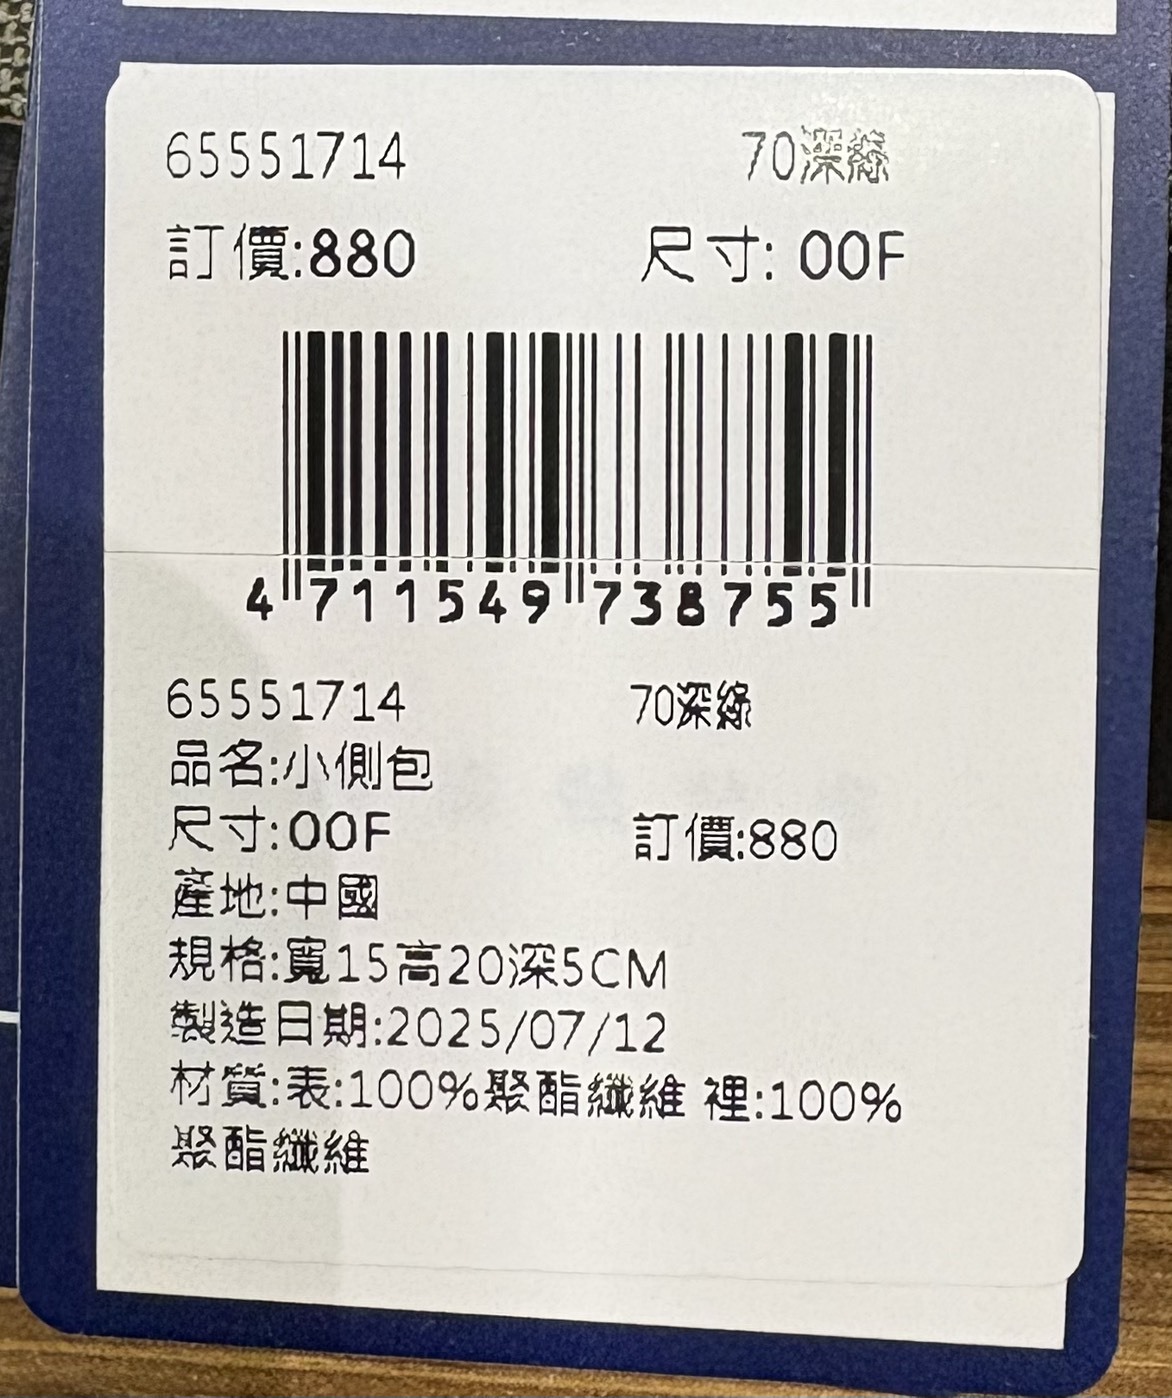 65551714 70深綠
訂價:880 尺寸: 00F
4 711549 738755
65551714 70深綠
品名:小側包
尺寸:00F 訂價:880
產地:中國
規格:寬15高20深5CM
製造日期:2025/07/12
材質:表:100%聚酯纖維 裡:100%
聚酯纖維